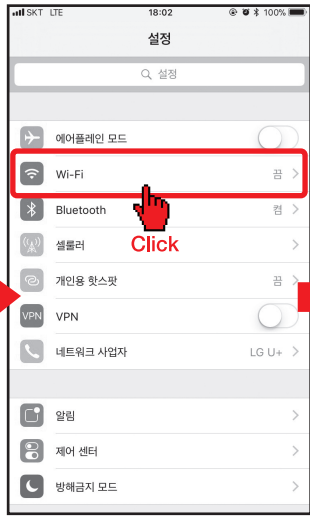 SKT LTE 18:02 100%
설정
설정
에어플레인 모드
Wi-Fi 끔
Bluetooth 켬
Click
셀룰러
개인용 핫스팟 끔
VPN VPN
네트워크 사업자 LG U+
알림
제어 센터
방해금지 모드